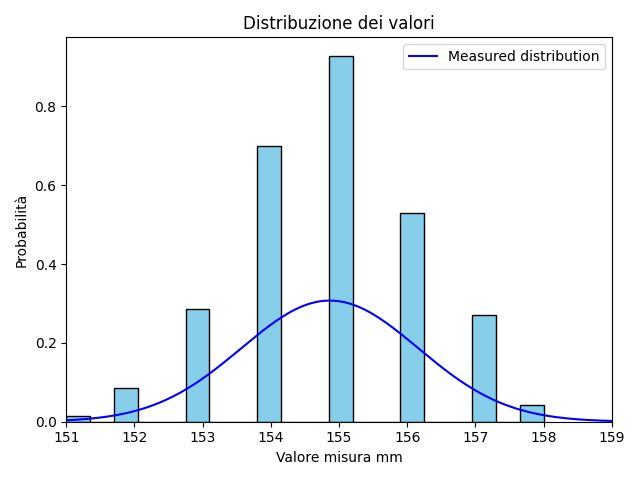 Distribuzione dei valori
Measured distribution
Probabilità
0.8
0.6
0.4
0.2
0.0
151 152 153 154 155 156 157 158 159
Valore misura mm